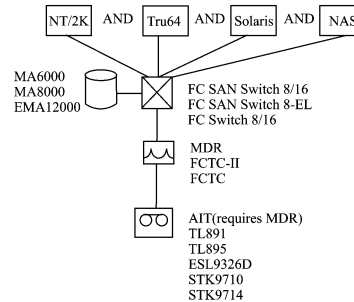 NT/2K AND Tru64 AND Solaris AND NAS
MA6000
MA8000
EMA12000
FC SAN Switch 8/16
FC SAN Switch 8-EL
FC Switch 8/16
MDR
FCTC-II
FCTC
AIT(requires MDR)
TL891
TL895
ESL9326D
STK9710
STK9714